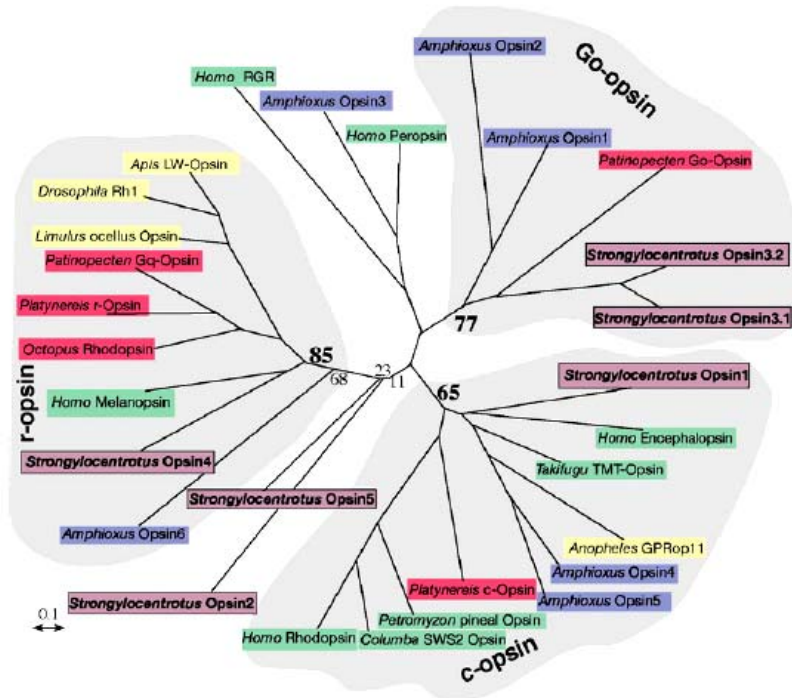 Amphioxus Opsin2
Go-opsin
Homo RGR
Amphioxus Opsin3
Homo Peropsin
Amphioxus Opsin1
Patinopecten Go-Opsin
Apis LW-Opsin
Drosophila Rh1
Limulus ocellus Opsin
Patinopecten Gq-Opsin
Platynereis r-Opsin
Octopus Rhodopsin
Homo Melanopsin
r-opsin
Strongylocentrotus Opsin3.2
Strongylocentrotus Opsin3.1
77
85
68
23
11
65
Strongylocentrotus Opsin1
Homo Encephalopsin
Takifugu TMT-Opsin
Strongylocentrotus Opsin4
Strongylocentrotus Opsin5
Amphioxus Opsin6
Strongylocentrotus Opsin2
Anopheles GPRop11
Amphioxus Opsin4
Amphioxus Opsin5
Platynereis c-Opsin
Petromyzon pineal Opsin
Homo Rhodopsin
Columba SWS2 Opsin
c-opsin
0.1